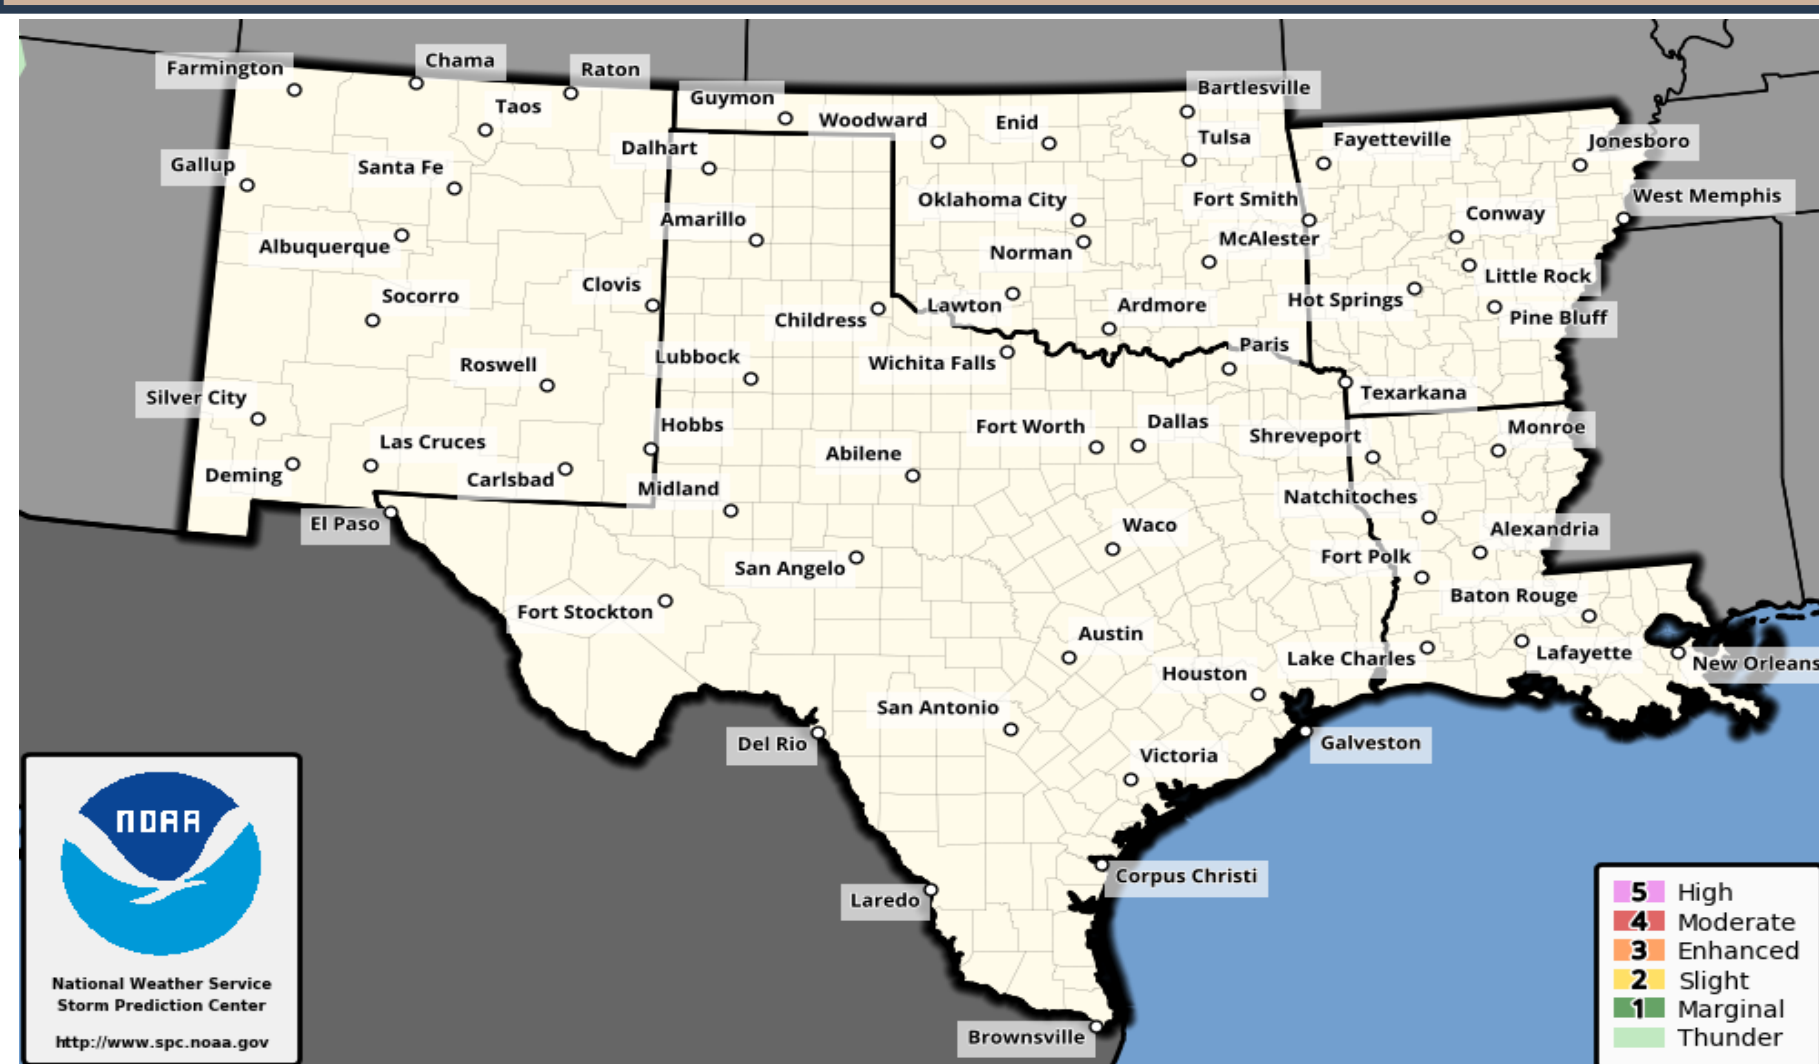 Farmington
Chama
Raton
Taos
Guymon
Woodward
Enid
Bartlesville
Tulsa
Fayetteville
Jonesboro
Gallup
Santa Fe
Dalhart
Oklahoma City
Fort Smith
Conway
West Memphis
Albuquerque
Amarillo
Norman
McAlester
Little Rock
Socorro
Clovis
Childress
Lawton
Ardmore
Hot Springs
Pine Bluff
Roswell
Lubbock
Wichita Falls
Paris
Texarkana
Silver City
Las Cruces
Hobbs
Abilene
Fort Worth
Dallas
Shreveport
Monroe
Deming
Carlsbad
Midland
Natchitoches
El Paso
San Angelo
Waco
Fort Polk
Alexandria
Fort Stockton
Austin
Baton Rouge
Houston
Lake Charles
Lafayette
New Orleans
Del Rio
San Antonio
Victoria
Galveston
Laredo
Corpus Christi
Brownsville
NOAA
National Weather Service
Storm Prediction Center
http://www.spc.noaa.gov
5 High
4 Moderate
3 Enhanced
2 Slight
1 Marginal
Thunder